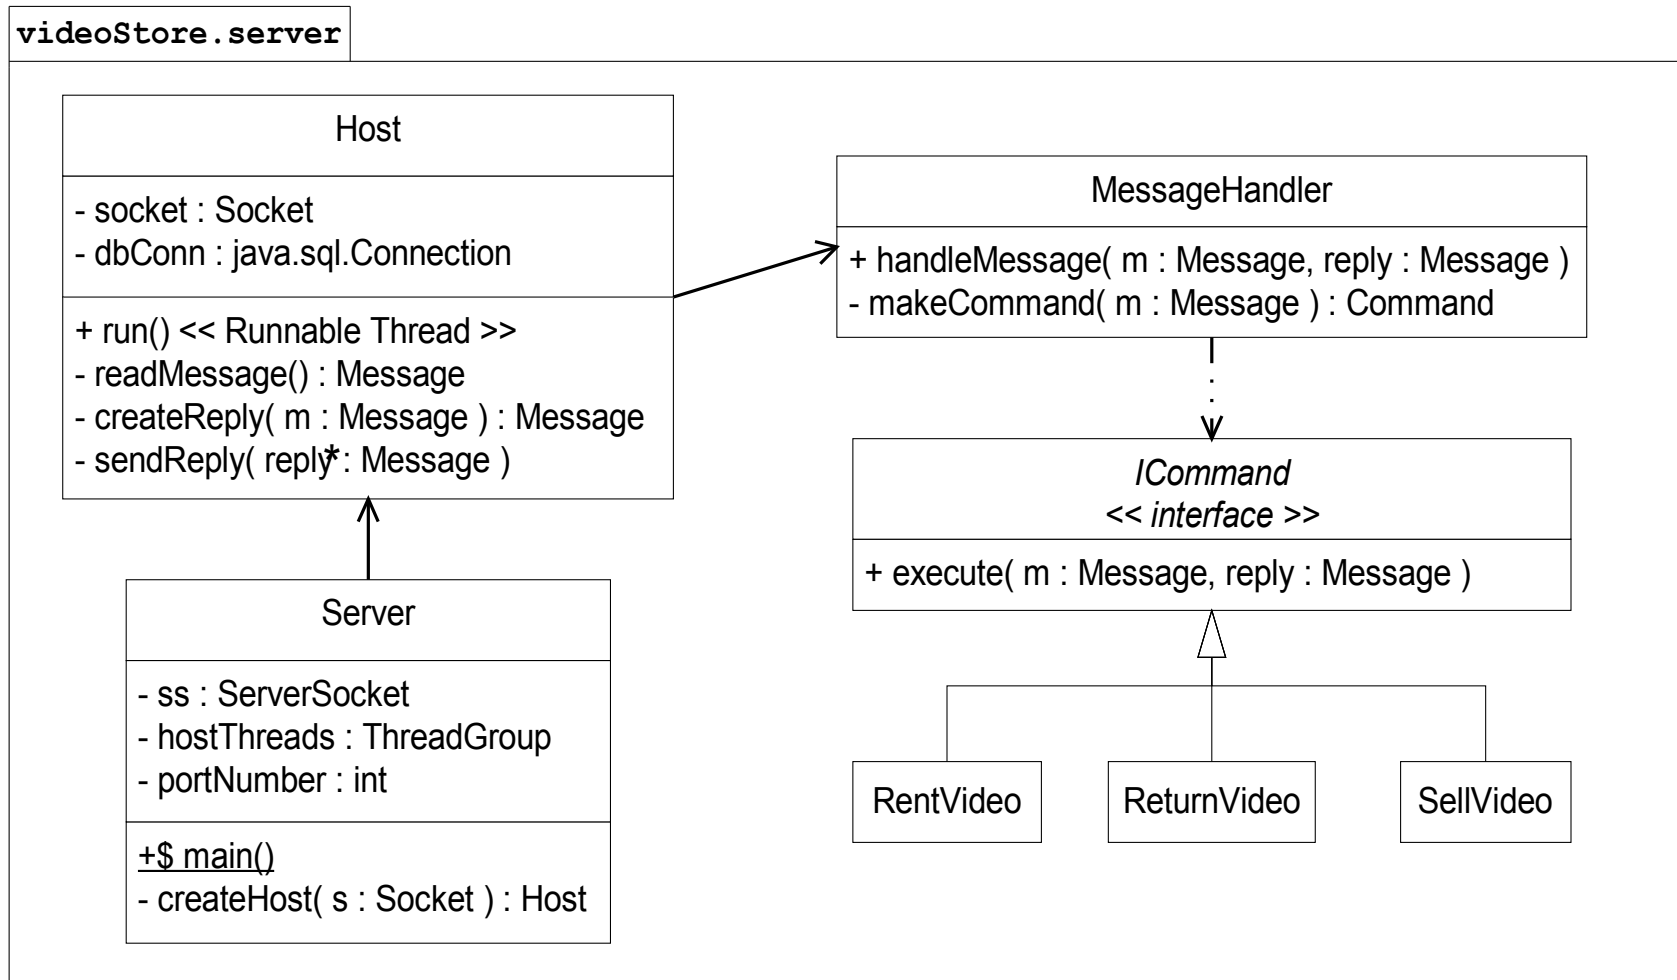 videoStore.server
Host
- socket : Socket
- dbConn : java.sql.Connection
+ run() << Runnable Thread >>
- readMessage() : Message
- createReply( m : Message ) : Message
- sendReply( reply : Message )
*
Server
- ss : ServerSocket
- hostThreads : ThreadGroup
- portNumber : int
+$ main()
- createHost( s : Socket ) : Host
MessageHandler
+ handleMessage( m : Message, reply : Message )
- makeCommand( m : Message ) : Command
ICommand
<< interface >>
+ execute( m : Message, reply : Message )
RentVideo
ReturnVideo
SellVideo